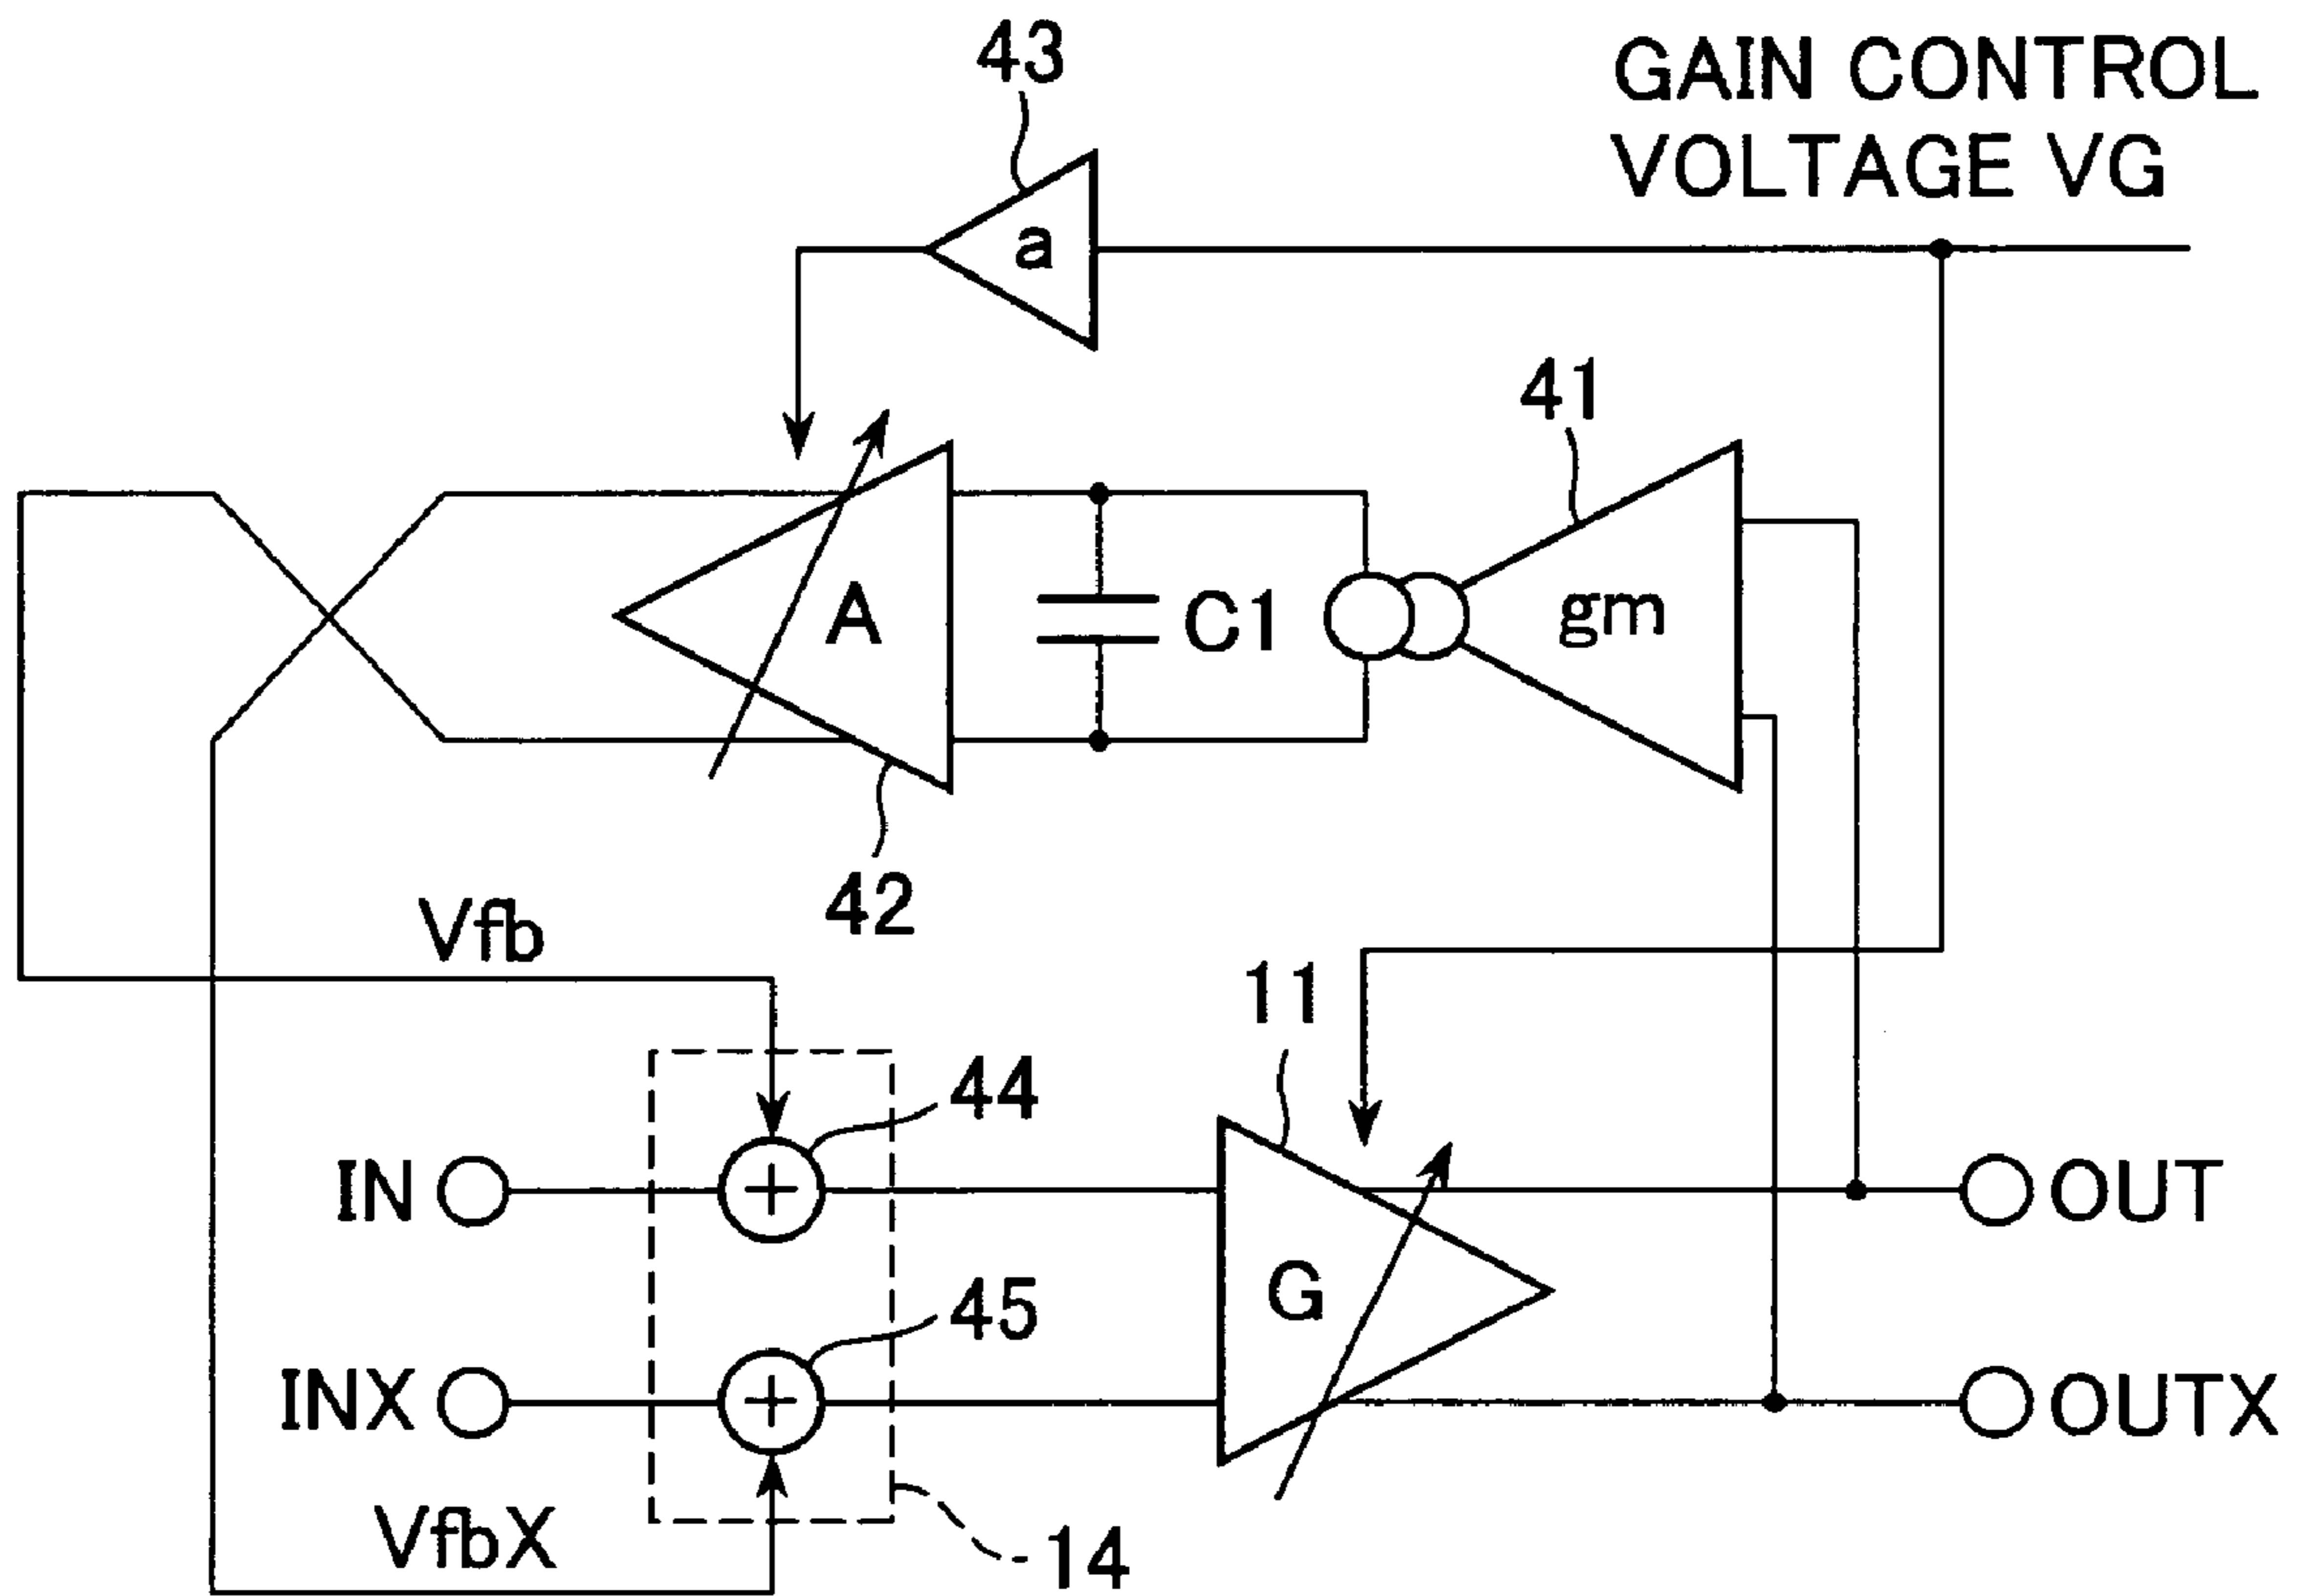 43
GAIN CONTROL
VOLTAGE VG
a
41
A
C1
gm
42
Vfb
11
44
IN
OUT
G
45
INX
OUTX
VfbX
14